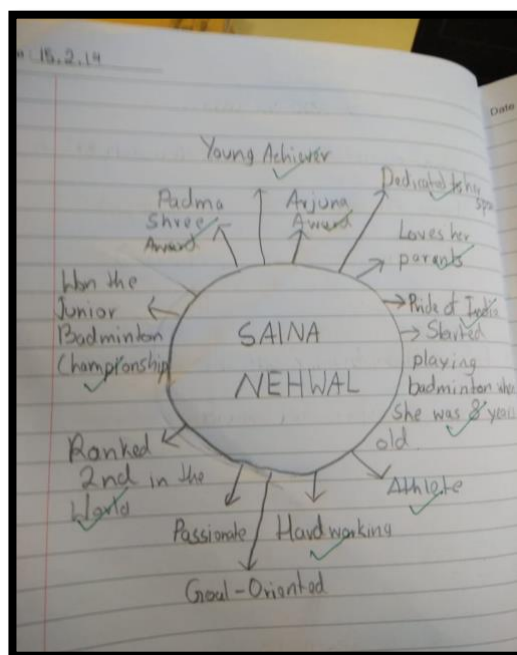 15.2.14
Date
Young Achiever
Padma
Shree
Award
Arjuna
Award
Dedicated to her
Loves her
parents
Pride of India
Started
playing
badminton when
She was 8 years
old
Athlete
Hard working
Goal-Oriented
Passionate
Ranked
2nd in the
World
Won the
Junior
Badminton
Championship
SAINA
NEHWAL